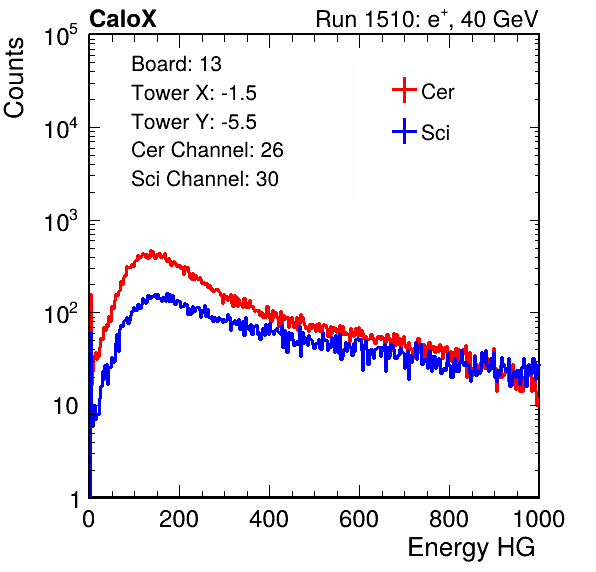 CaloX Run 1510: e⁺, 40 GeV
Counts
10⁵
10⁴
10³
10²
10
1
Board: 13
Tower X: -1.5
Tower Y: -5.5
Cer Channel: 26
Sci Channel: 30
Cer
Sci
0 200 400 600 800 1000
Energy HG